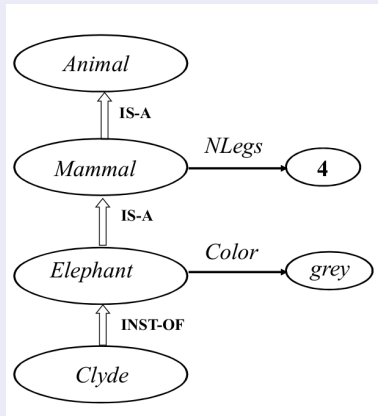 Animal
IS-A
NLegs
Mammal
4
IS-A
Color
Elephant
grey
INST-OF
Clyde